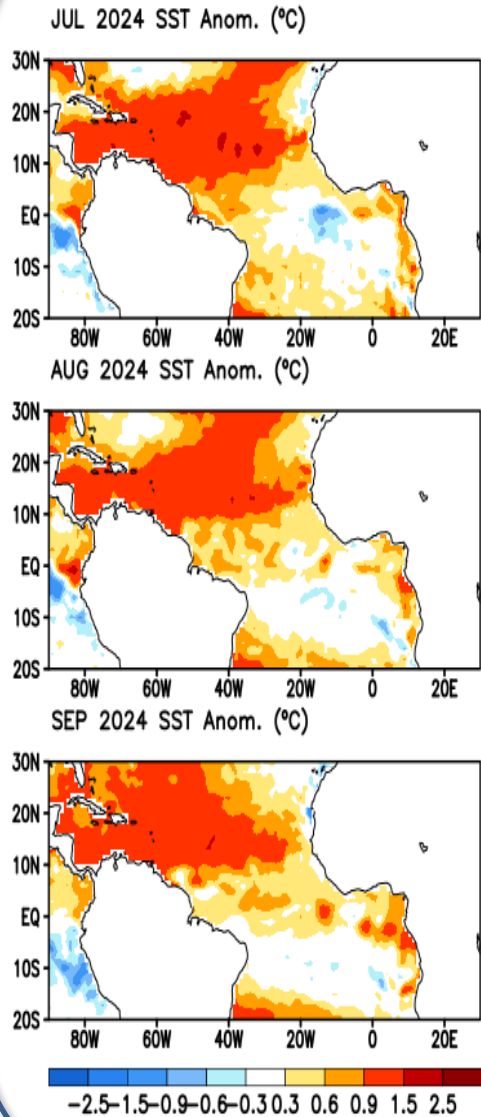 JUL 2024 SST Anom. (ºC)
30N
20N
10N
EQ
10S
20S
80W 60W 40W 20W 0 20E
AUG 2024 SST Anom. (ºC)
30N
20N
10N
EQ
10S
20S
80W 60W 40W 20W 0 20E
SEP 2024 SST Anom. (ºC)
30N
20N
10N
EQ
10S
20S
80W 60W 40W 20W 0 20E
-2.5 -1.5 -0.9 -0.6 -0.3 0.3 0.6 0.9 1.5 2.5